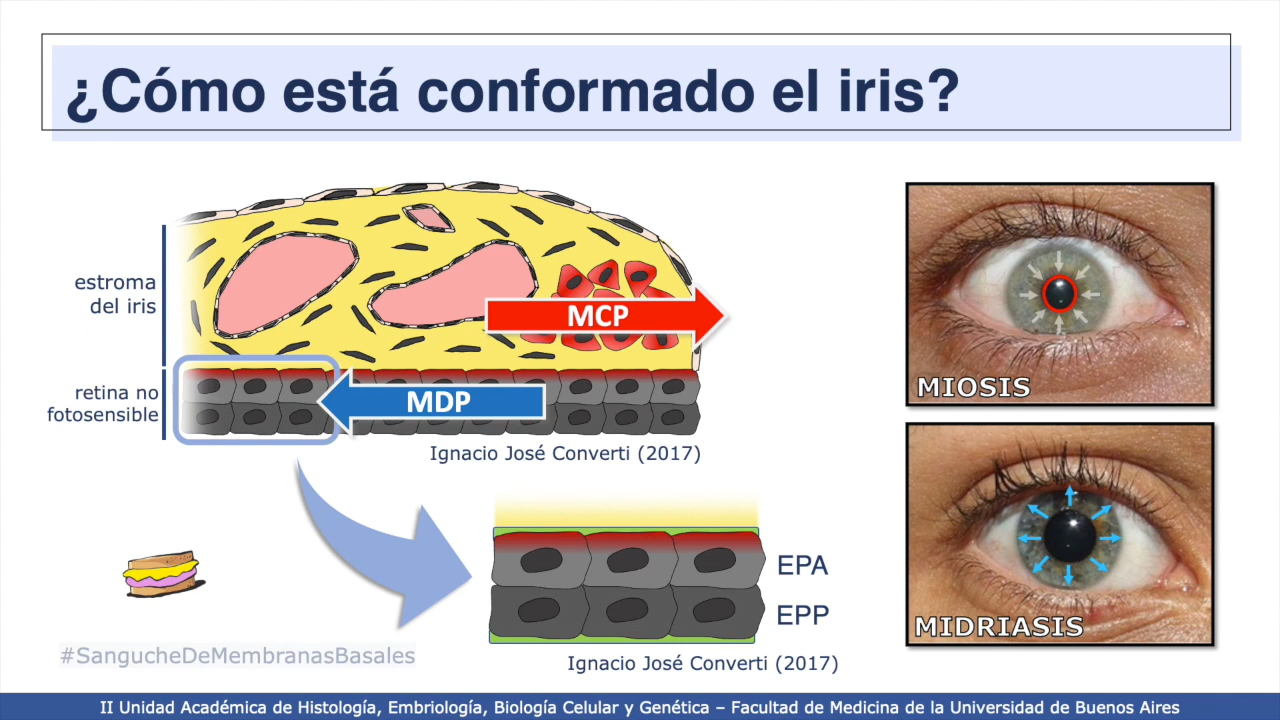 ¿Cómo está conformado el iris?
estroma
del iris
MCP
retina no
fotosensible
MDP
Ignacio José Converti (2017)
MIOSIS
EPA
EPP
MIDRIASIS
#SangucheDeMembranasBasales
Ignacio José Converti (2017)
II Unidad Académica de Histología, Embriología, Biología Celular y Genética – Facultad de Medicina de la Universidad de Buenos Aires